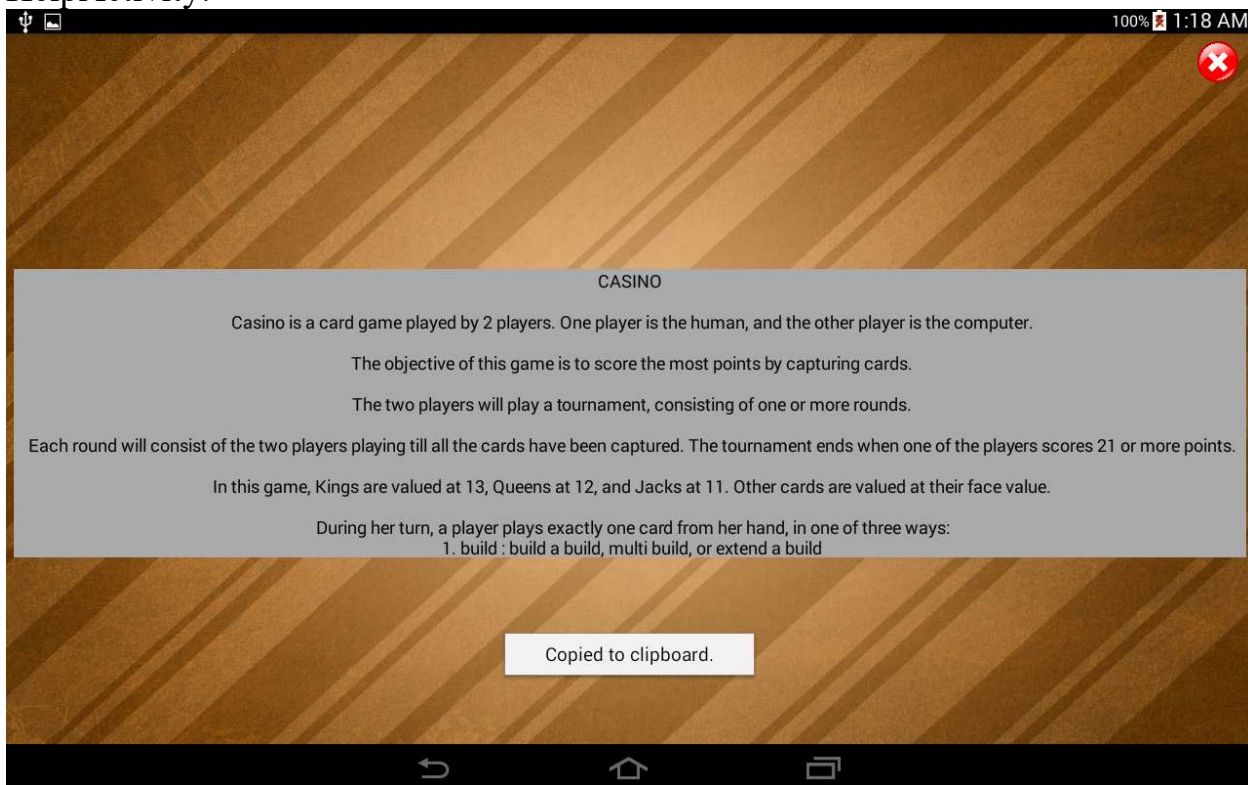 100% 1:18 AM
CASINO
Casino is a card game played by 2 players. One player is the human, and the other player is the computer.
The objective of this game is to score the most points by capturing cards.
The two players will play a tournament, consisting of one or more rounds.
Each round will consist of the two players playing till all the cards have been captured. The tournament ends when one of the players scores 21 or more points.
In this game, Kings are valued at 13, Queens at 12, and Jacks at 11. Other cards are valued at their face value.
During her turn, a player plays exactly one card from her hand, in one of three ways:
1. build : build a build, multi build, or extend a build
Copied to clipboard.